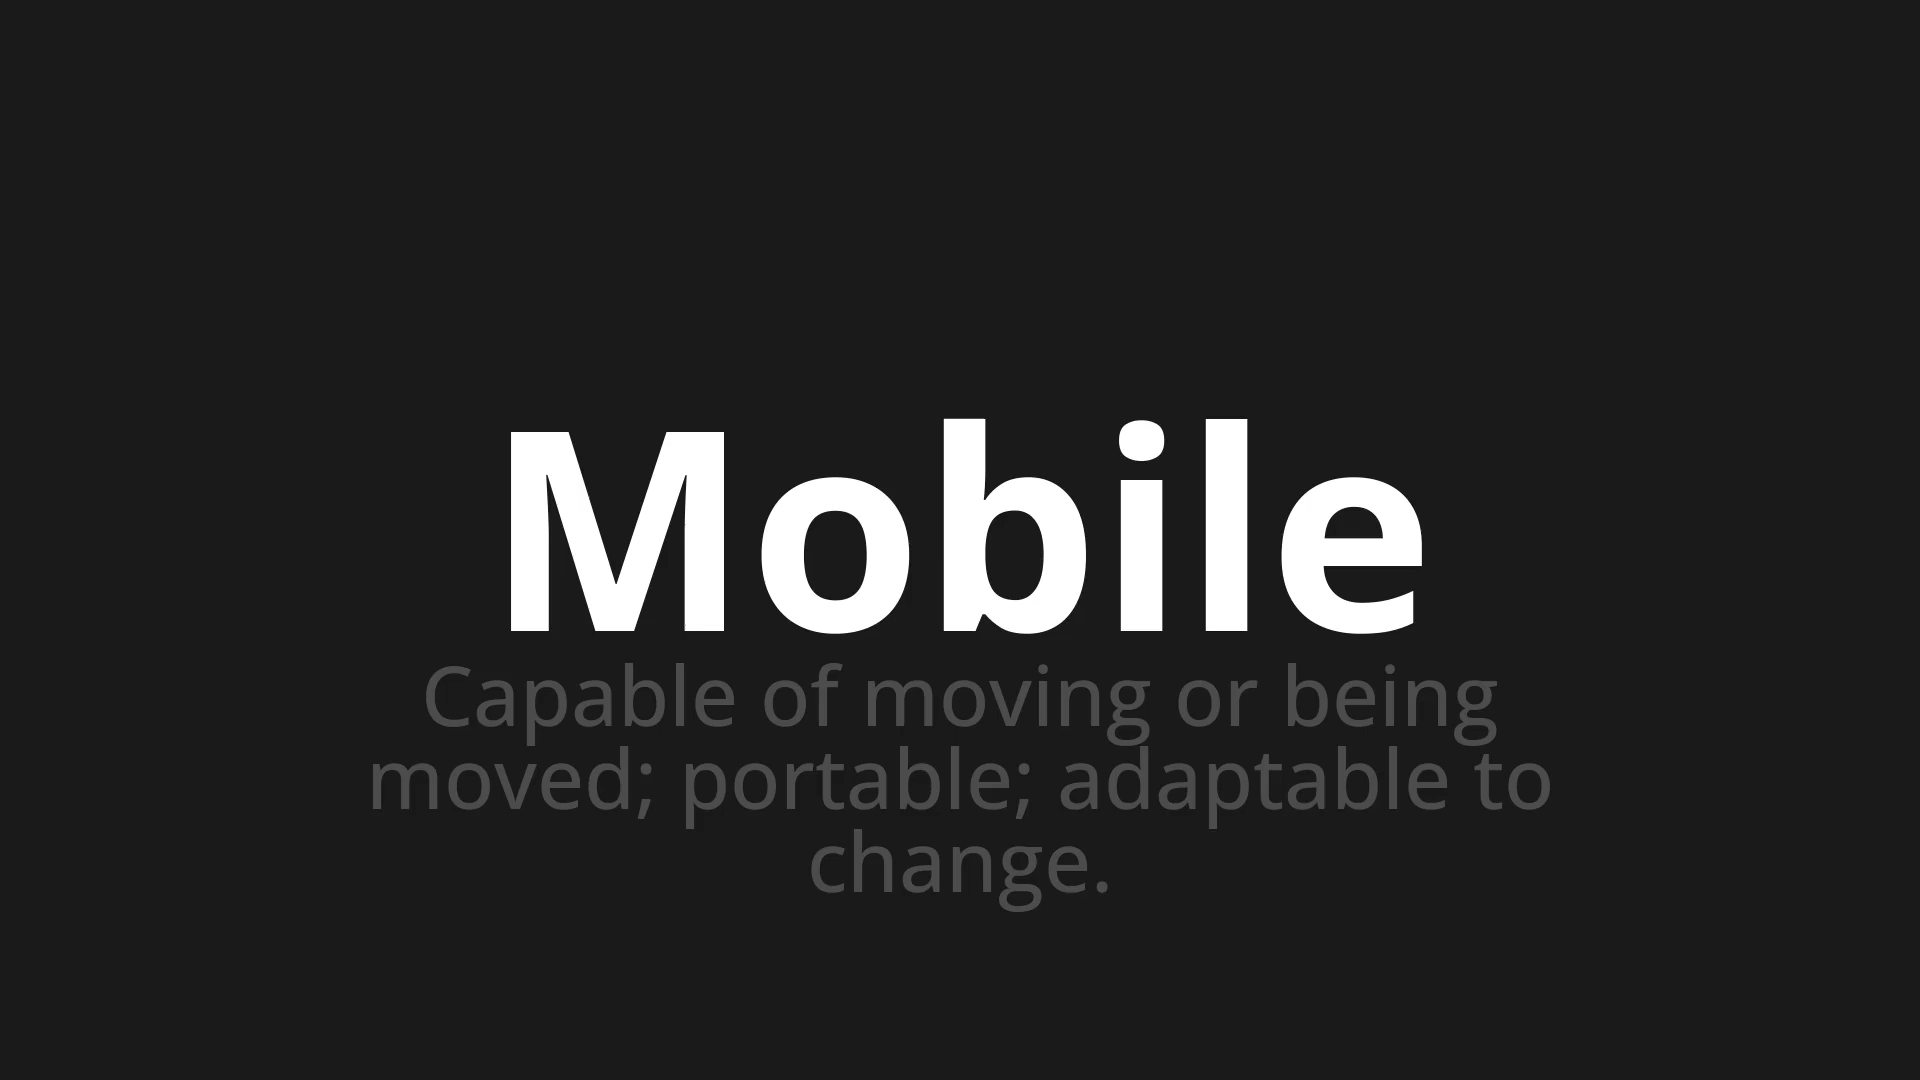 Mobile
Capable of moving or being
moved; portable; adaptable to
change.